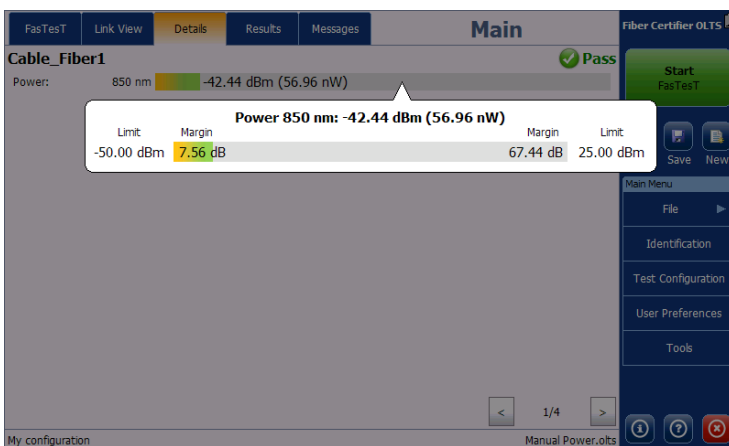 FasTesT
Link View
Details
Results
Messages
Main
Fiber Certifier OLTS
Cable_Fiber1
Pass
Power:
850 nm
-42.44 dBm (56.96 nW)
Start
FasTesT
Power 850 nm: -42.44 dBm (56.96 nW)
Limit
Margin
Margin
Limit
-50.00 dBm
7.56 dB
67.44 dB
25.00 dBm
Save
New
Main Menu
File
Identification
Test Configuration
User Preferences
Tools
<
1/4
>
My configuration
Manual Power.olts